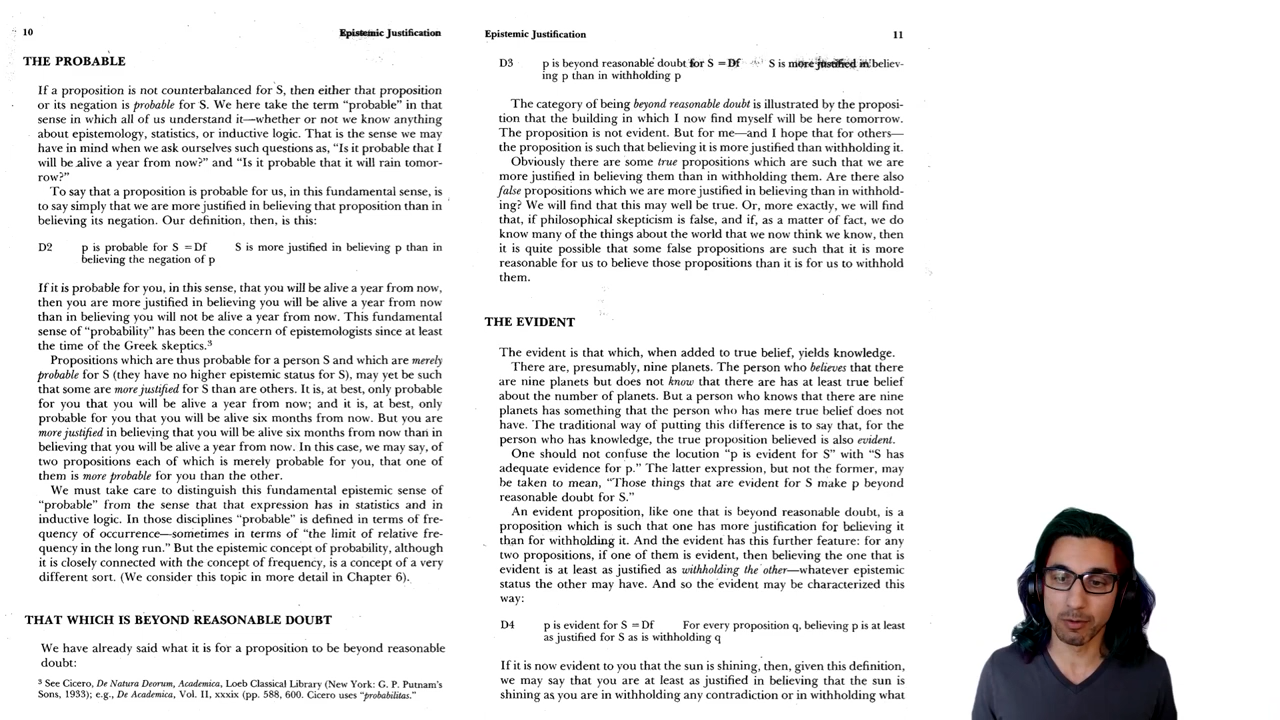 10
Epistemic Justification
THE PROBABLE
If a proposition is not counterbalanced for S, then either that proposition
or its negation is probable for S. We here take the term “probable” in that
sense in which all of us understand it—whether or not we know anything
about epistemology, statistics, or inductive logic. That is the sense we may
have in mind when we ask ourselves such questions as, “Is it probable that I
will be alive a year from now?” and “Is it probable that it will rain tomor-
row?”
To say that a proposition is probable for us, in this fundamental sense, is
to say simply that we are more justified in believing that proposition than in
believing its negation. Our definition, then, is this:
D2 p is probable for S =Df S is more justified in believing p than in
believing the negation of p
If it is probable for you, in this sense, that you will be alive a year from now,
then you are more justified in believing you will be alive a year from now
than in believing you will not be alive a year from now. This fundamental
sense of “probability” has been the concern of epistemologists since at least
the time of the Greek skeptics.³
Propositions which are thus probable for a person S and which are merely
probable for S (they have no higher epistemic status for S), may yet be such
that some are more justified for S than are others. It is, at best, only probable
for you that you will be alive a year from now; and it is, at best, only
probable for you that you will be alive six months from now. But you are
more justified in believing that you will be alive six months from now than in
believing that you will be alive a year from now. In this case, we may say, of
two propositions each of which is merely probable for you, that one of
them is more probable for you than the other.
We must take care to distinguish this fundamental epistemic sense of
“probable” from the sense that that expression has in statistics and in
inductive logic. In those disciplines “probable” is defined in terms of fre-
quency of occurrence—sometimes in terms of “the limit of relative fre-
quency in the long run.” But the epistemic concept of probability, although
it is closely connected with the concept of frequency, is a concept of a very
different sort. (We consider this topic in more detail in Chapter 6).
THAT WHICH IS BEYOND REASONABLE DOUBT
We have already said what it is for a proposition to be beyond reasonable
doubt:
³ See Cicero, De Natura Deorum, Academica, Loeb Classical Library (New York: G. P. Putnam's
Sons, 1933); e.g., De Academica, Vol. II, xxxix (pp. 588, 600. Cicero uses “probabilitas.”
Epistemic Justification
11
D3 p is beyond reasonable doubt for S =Df S is more justified in believ-
ing p than in withholding p
The category of being beyond reasonable doubt is illustrated by the proposi-
tion that the building in which I now find myself will be here tomorrow.
The proposition is not evident. But for me—and I hope that for others—
the proposition is such that believing it is more justified than withholding it.
Obviously there are some true propositions which are such that we are
more justified in believing them than in withholding them. Are there also
false propositions which we are more justified in believing than in withhold-
ing? We will find that this may well be true. Or, more exactly, we will find
that, if philosophical skepticism is false, and if, as a matter of fact, we do
know many of the things about the world that we now think we know, then
it is quite possible that some false propositions are such that it is more
reasonable for us to believe those propositions than it is for us to withhold
them.
THE EVIDENT
The evident is that which, when added to true belief, yields knowledge.
There are, presumably, nine planets. The person who believes that there
are nine planets but does not know that there are has at least true belief
about the number of planets. But a person who knows that there are nine
planets has something that the person who has mere true belief does not
have. The traditional way of putting this difference is to say that, for the
person who has knowledge, the true proposition believed is also evident.
One should not confuse the locution “p is evident for S” with “S has
adequate evidence for p.” The latter expression, but not the former, may
be taken to mean, “Those things that are evident for S make p beyond
reasonable doubt for S.”
An evident proposition, like one that is beyond reasonable doubt, is a
proposition which is such that one has more justification for believing it
than for withholding it. And the evident has this further feature: for any
two propositions, if one of them is evident, then believing the one that is
evident is at least as justified as withholding the other—whatever epistemic
status the other may have. And so the evident may be characterized this
way:
D4 p is evident for S =Df For every proposition q, believing p is at least
as justified for S as is withholding q
If it is now evident to you that the sun is shining, then, given this definition,
we may say that you are at least as justified in believing that the sun is
shining as you are in withholding any contradiction or in withholding what